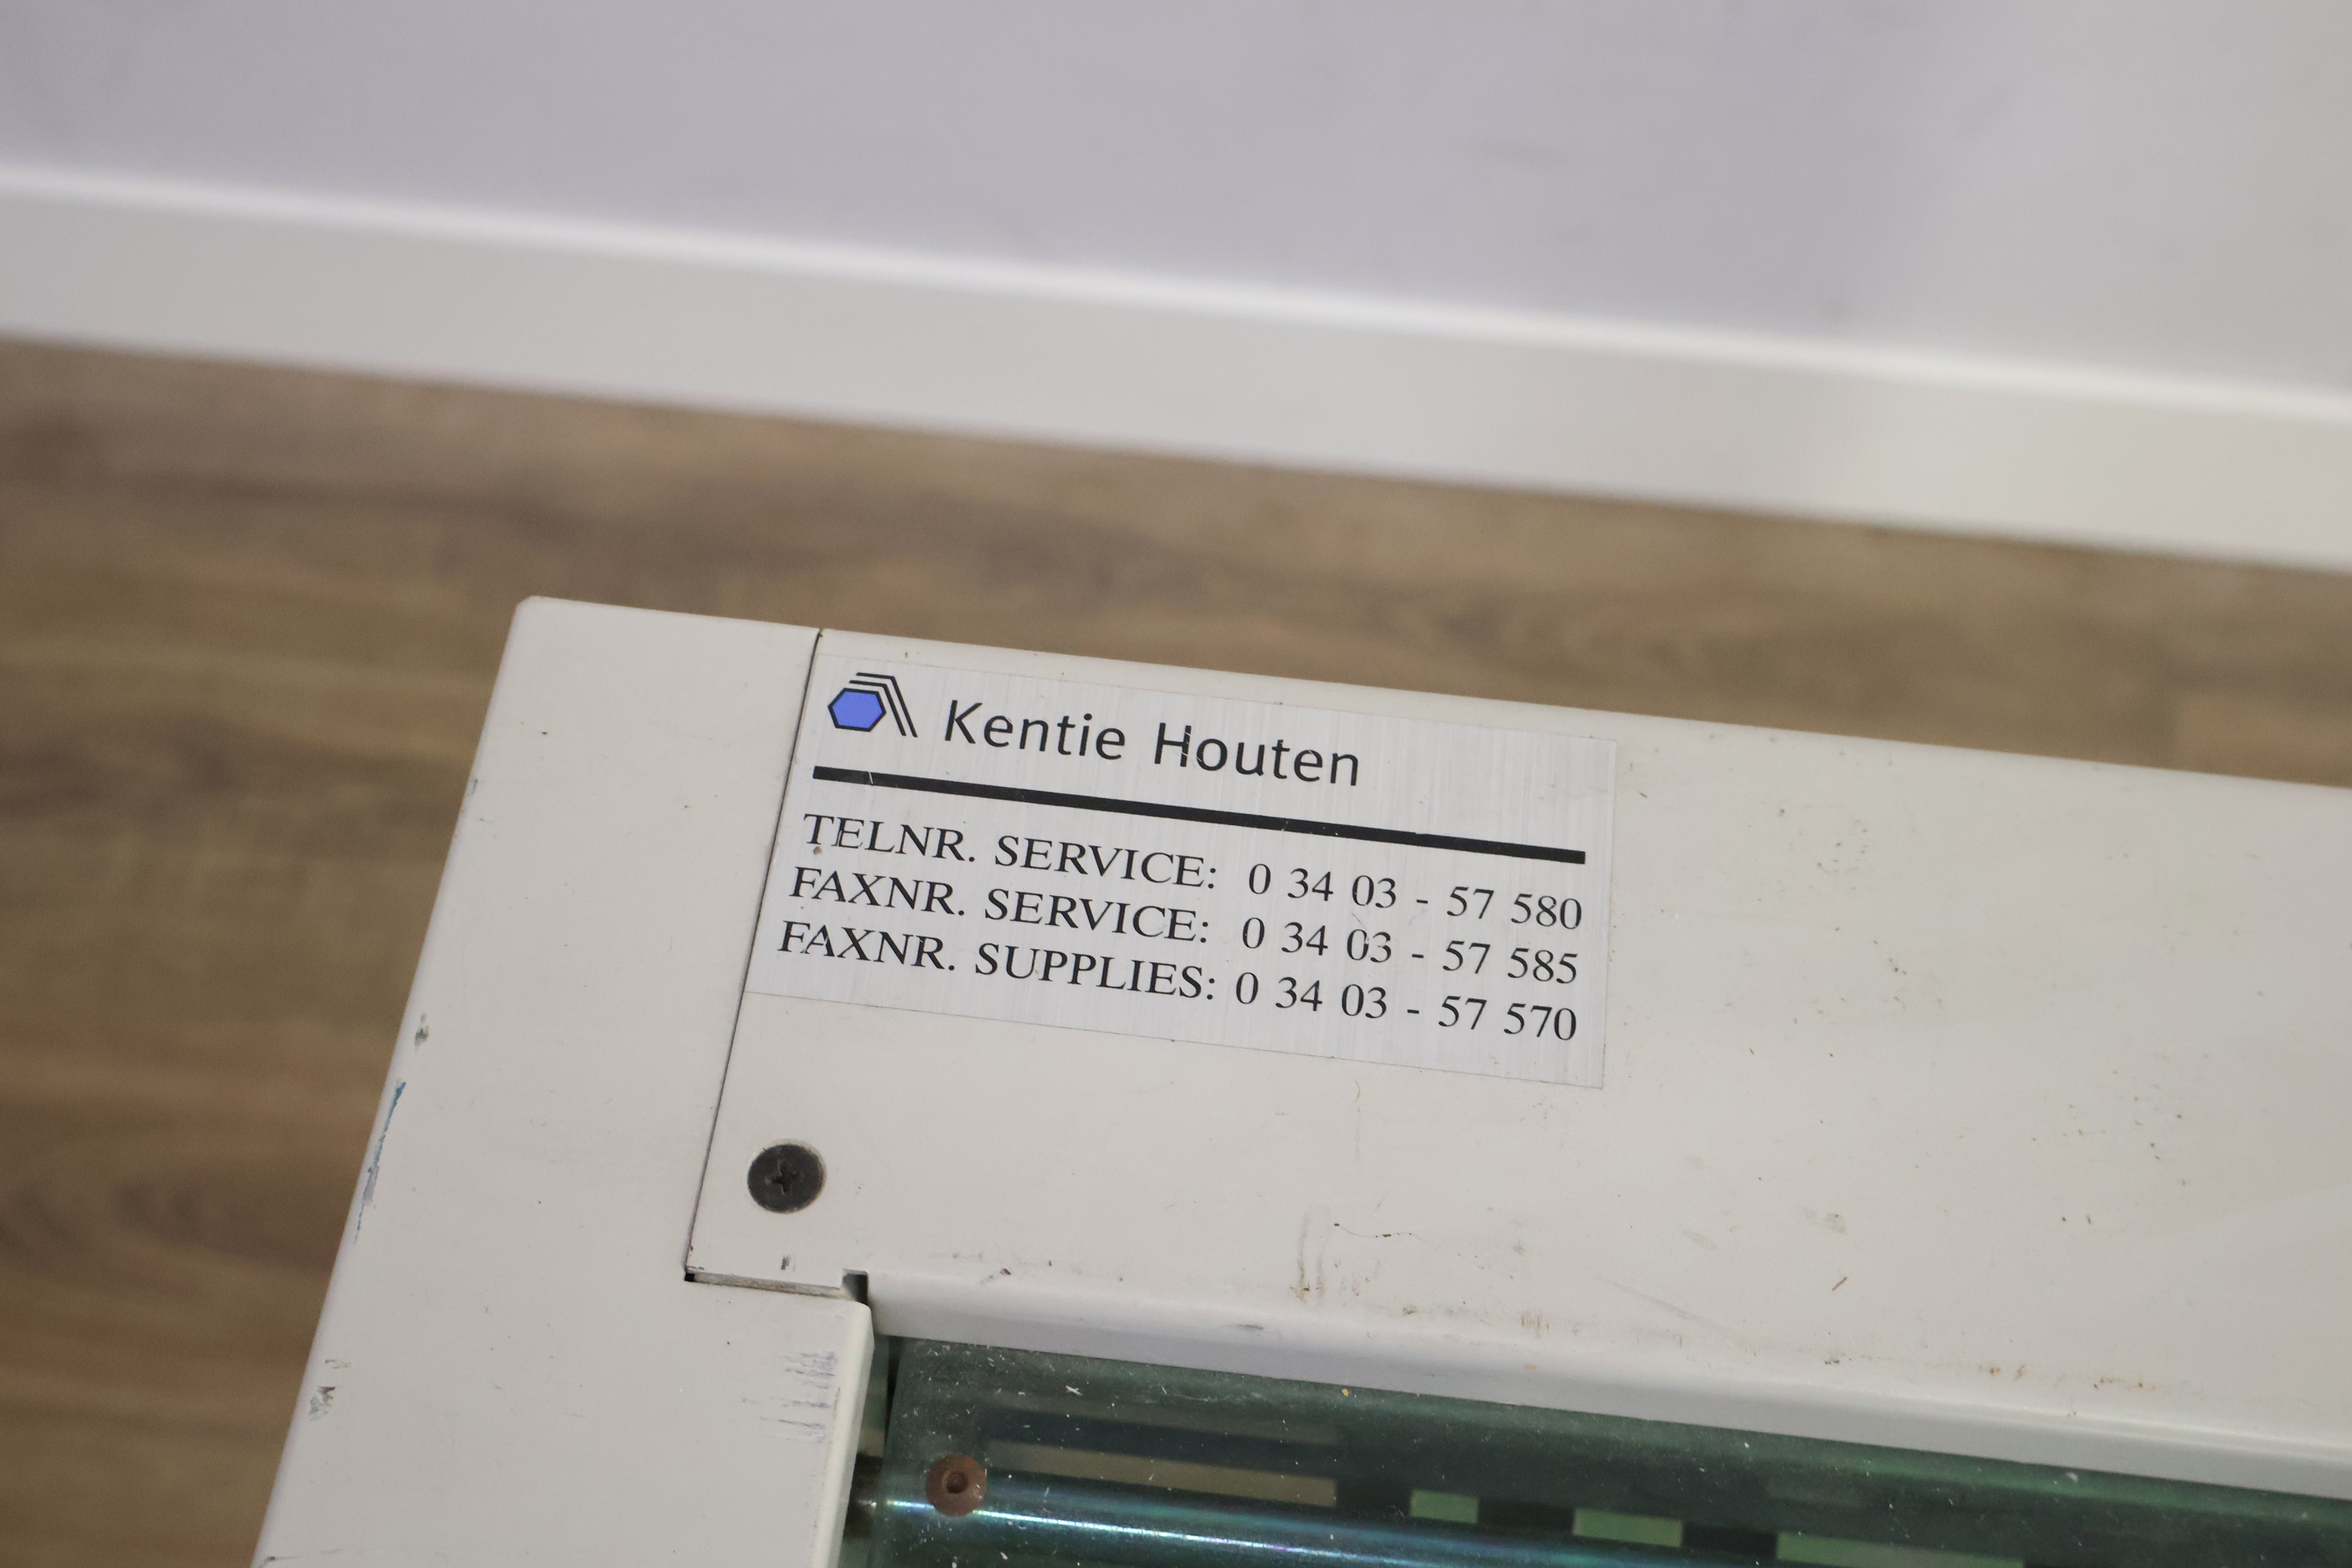 Kentie Houten
TELNR. SERVICE: 0 34 03 - 57 580
FAXNR. SERVICE: 0 34 03 - 57 585
FAXNR. SUPPLIES: 0 34 03 - 57 570